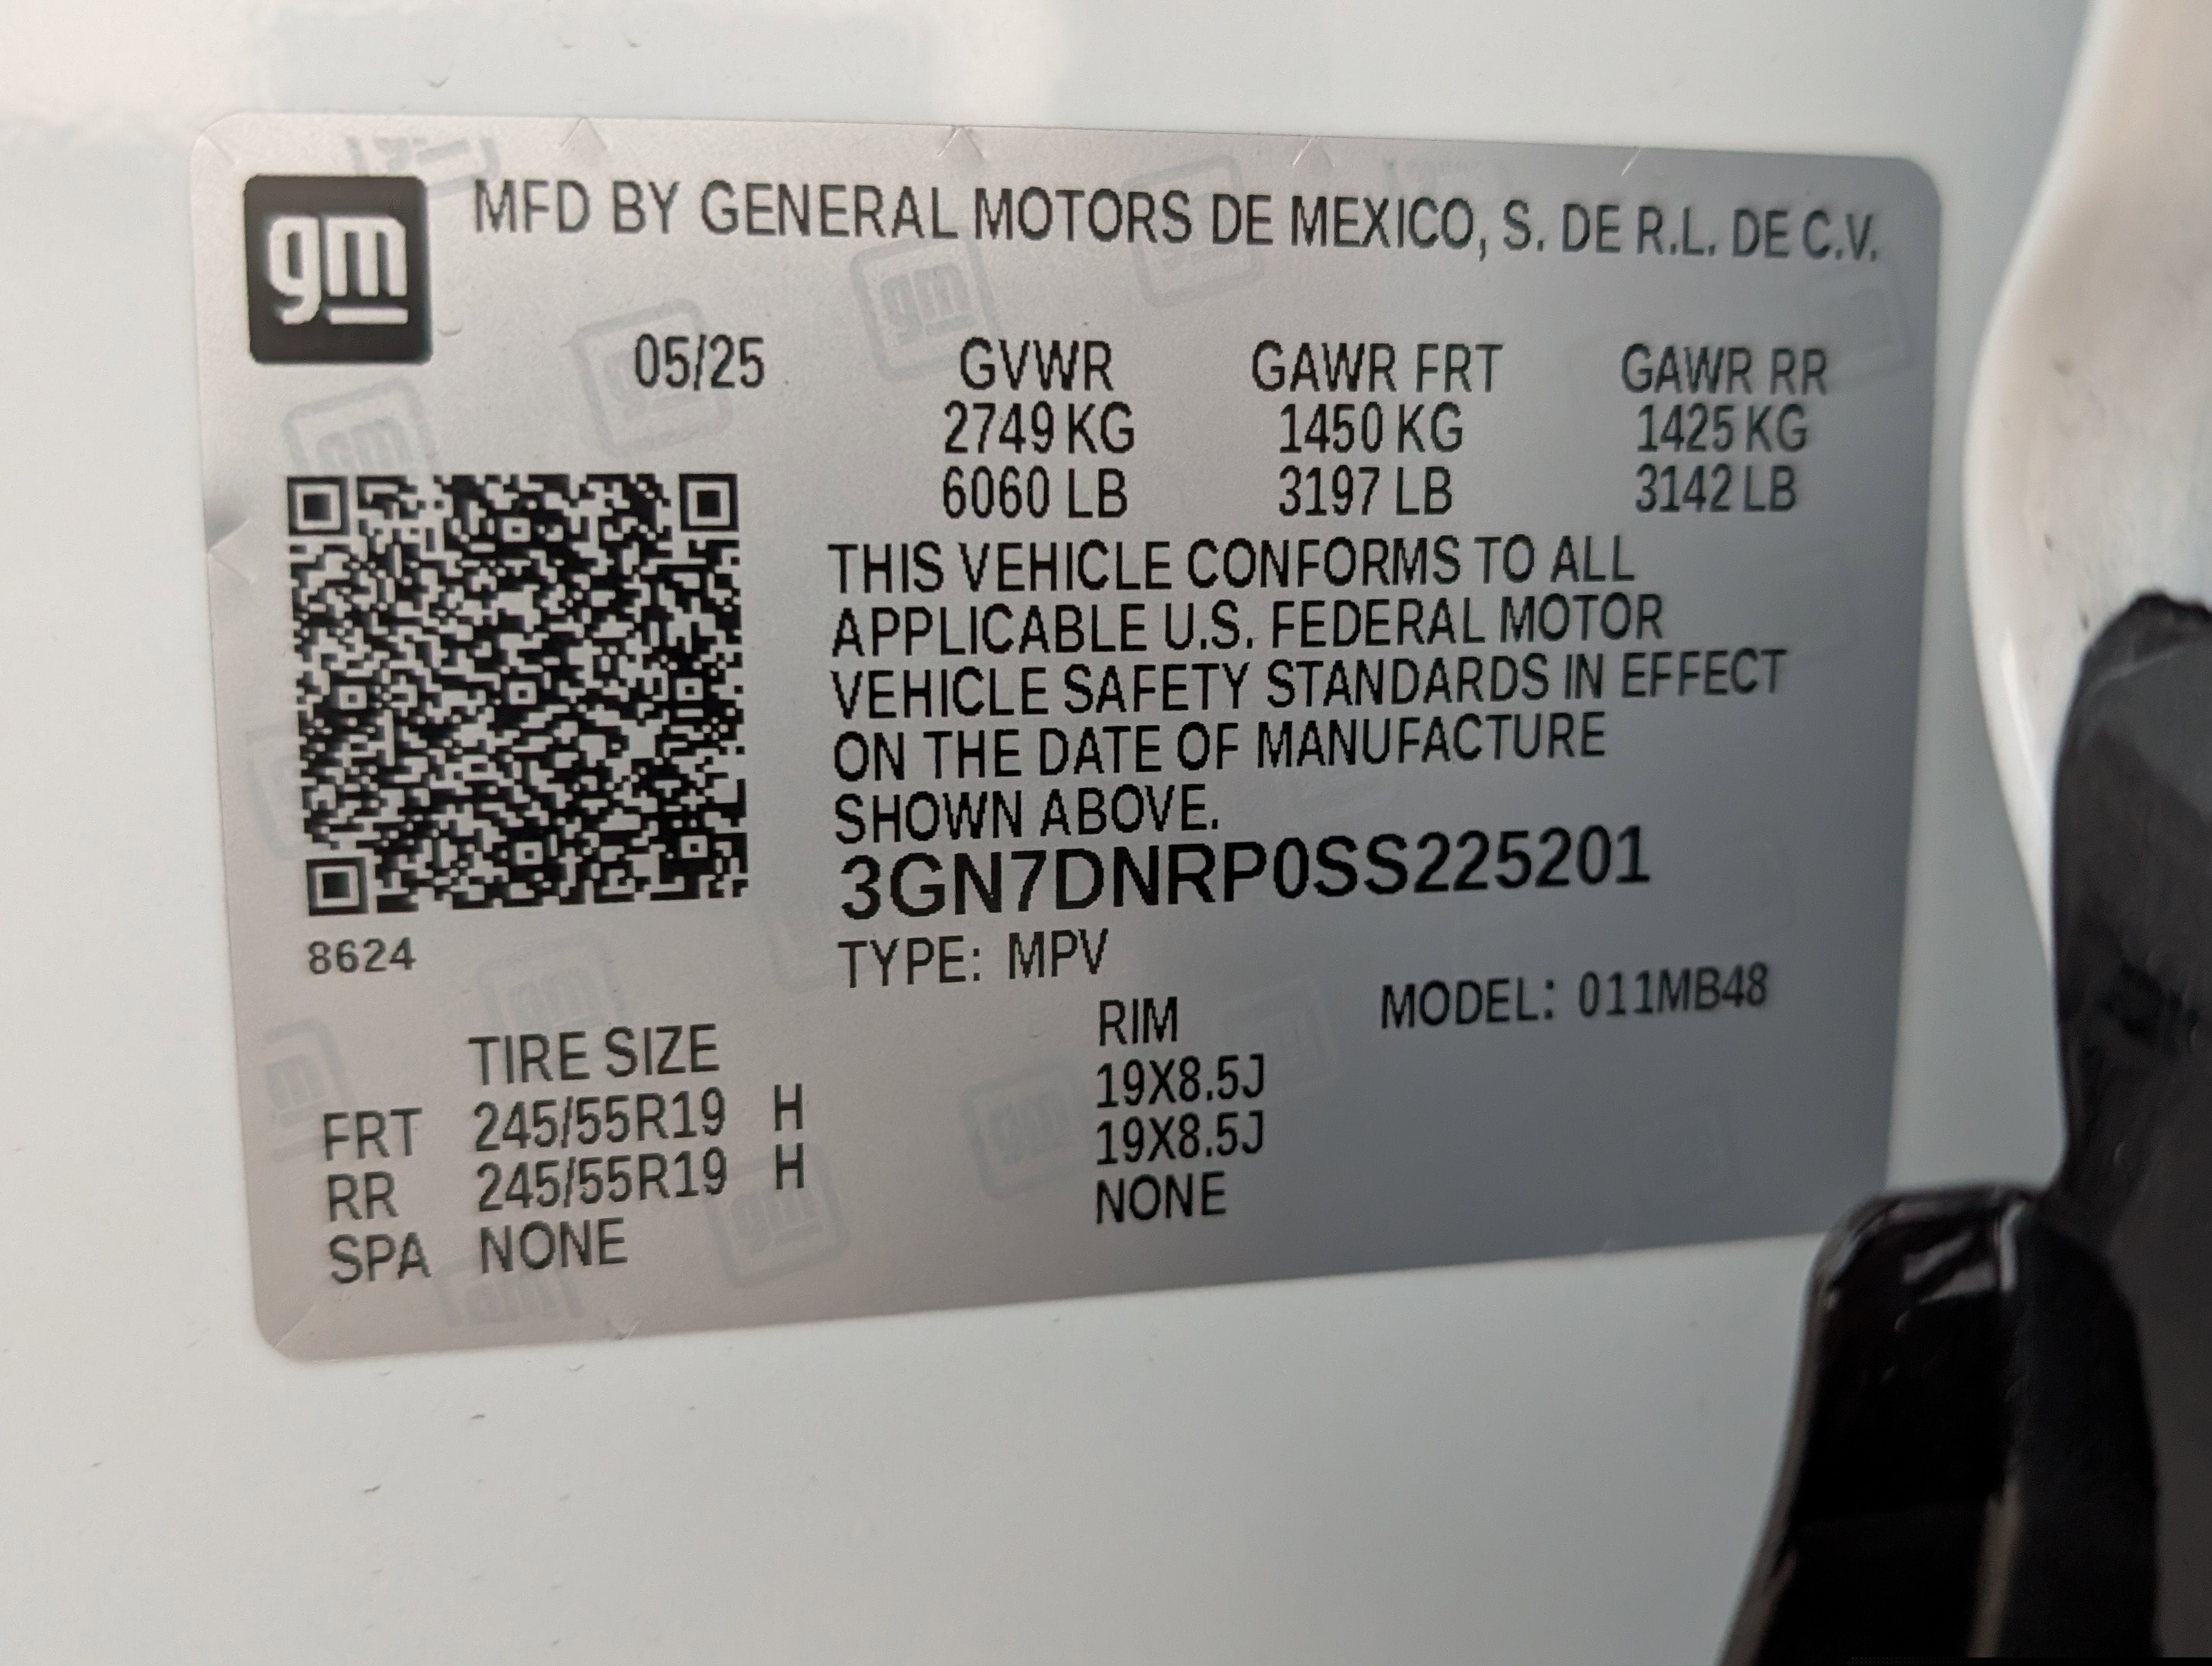 gm
MFD BY GENERAL MOTORS DE MEXICO, S. DE R.L. DE C.V.
05/25 GVWR GAWR FRT GAWR RR
2749 KG 1450 KG 1425 KG
6060 LB 3197 LB 3142 LB
THIS VEHICLE CONFORMS TO ALL
APPLICABLE U.S. FEDERAL MOTOR
VEHICLE SAFETY STANDARDS IN EFFECT
ON THE DATE OF MANUFACTURE
SHOWN ABOVE.
3GN7DNRP0SS225201
8624
TYPE: MPV
MODEL: 011MB48
TIRE SIZE RIM
FRT 245/55R19 H 19X8.5J
RR 245/55R19 H 19X8.5J
SPA NONE NONE